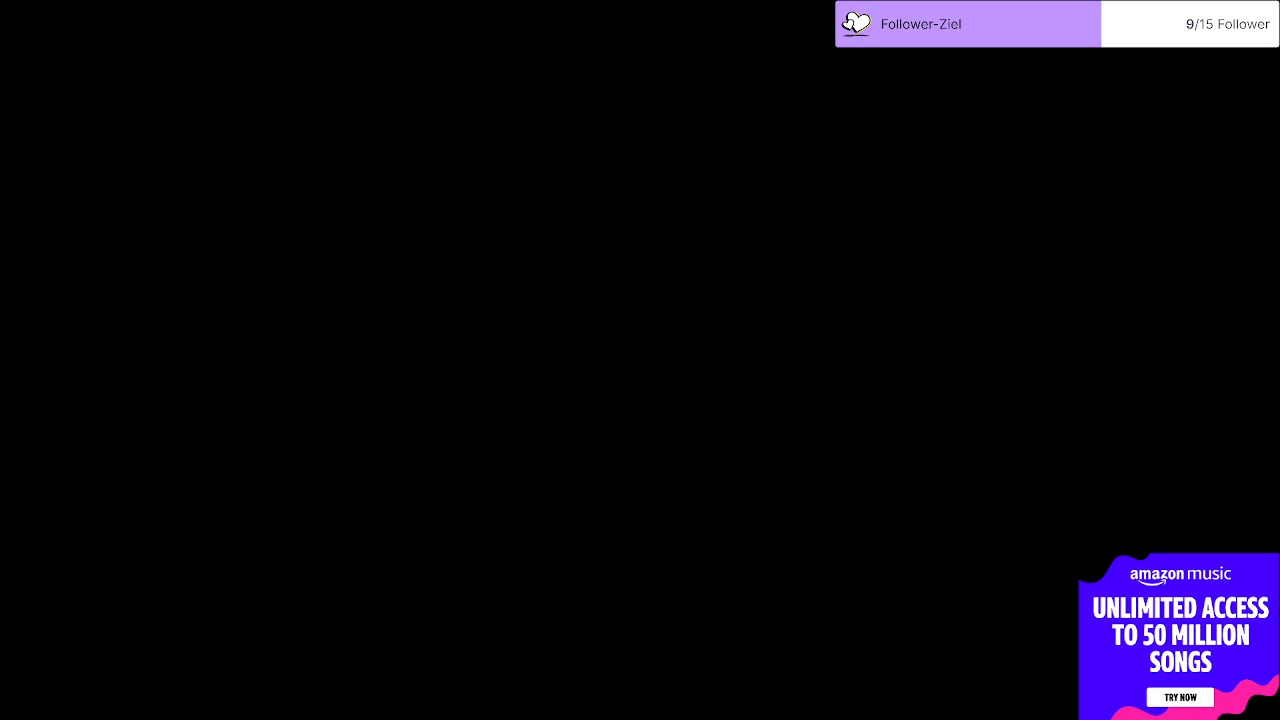 Follower-Ziel
9/15 Follower
amazon music
UNLIMITED ACCESS
TO 50 MILLION
SONGS
TRY NOW